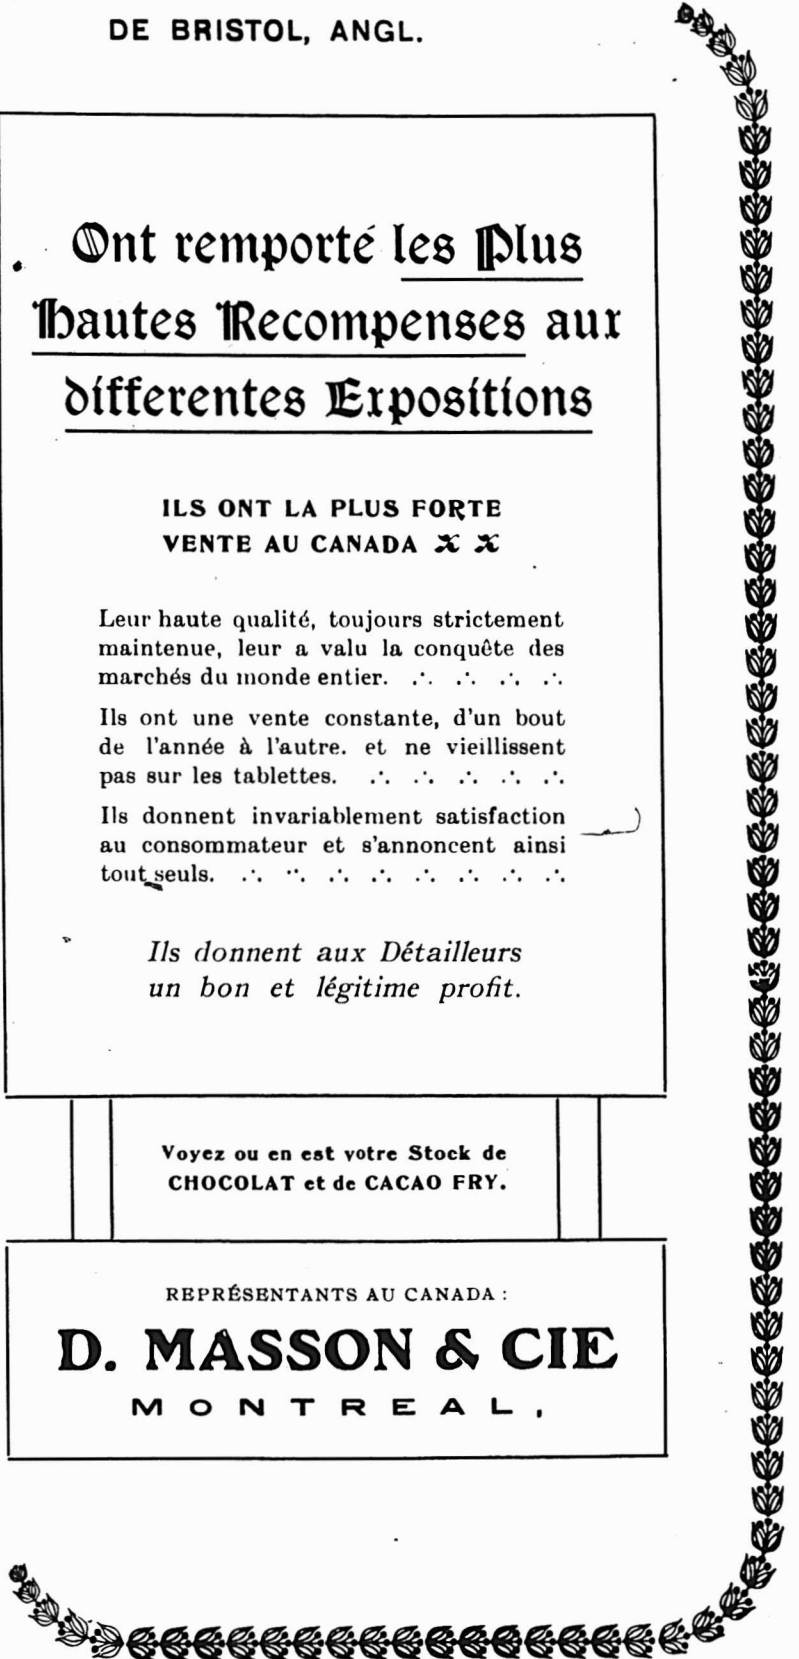 DE BRISTOL, ANGL.
Ont remporté les Plus
Hautes Recompenses aux
differentes Expositions
ILS ONT LA PLUS FORTE
VENTE AU CANADA
Leur haute qualité, toujours strictement
maintenue, leur a valu la conquête des
marchés du monde entier. .·. .·. .·. .·.
Ils ont une vente constante, d'un bout
de l'année à l'autre. et ne vieillissent
pas sur les tablettes. .·. .·. .·. .·. .·.
Ils donnent invariablement satisfaction
au consommateur et s'annoncent ainsi
tout seuls. .·. .·. .·. .·. .·. .·. .·. .·.
Ils donnent aux Détailleurs
un bon et légitime profit.
Voyez ou en est votre Stock de
CHOCOLAT et de CACAO FRY.
REPRÉSENTANTS AU CANADA :
D. MASSON & CIE
MONTREAL,